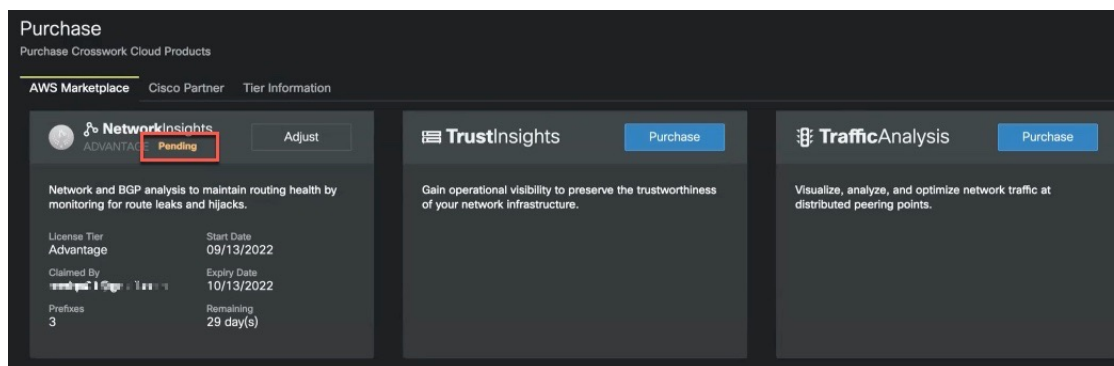 Purchase
Purchase Crosswork Cloud Products
AWS Marketplace Cisco Partner Tier Information
NetworkInsights
ADVANTAGE Pending
Adjust
Network and BGP analysis to maintain routing health by
monitoring for route leaks and hijacks.
License Tier Start Date
Advantage 09/13/2022
Claimed By Expiry Date
10/13/2022
Prefixes Remaining
3 29 day(s)
TrustInsights Purchase
Gain operational visibility to preserve the trustworthiness
of your network infrastructure.
TrafficAnalysis Purchase
Visualize, analyze, and optimize network traffic at
distributed peering points.